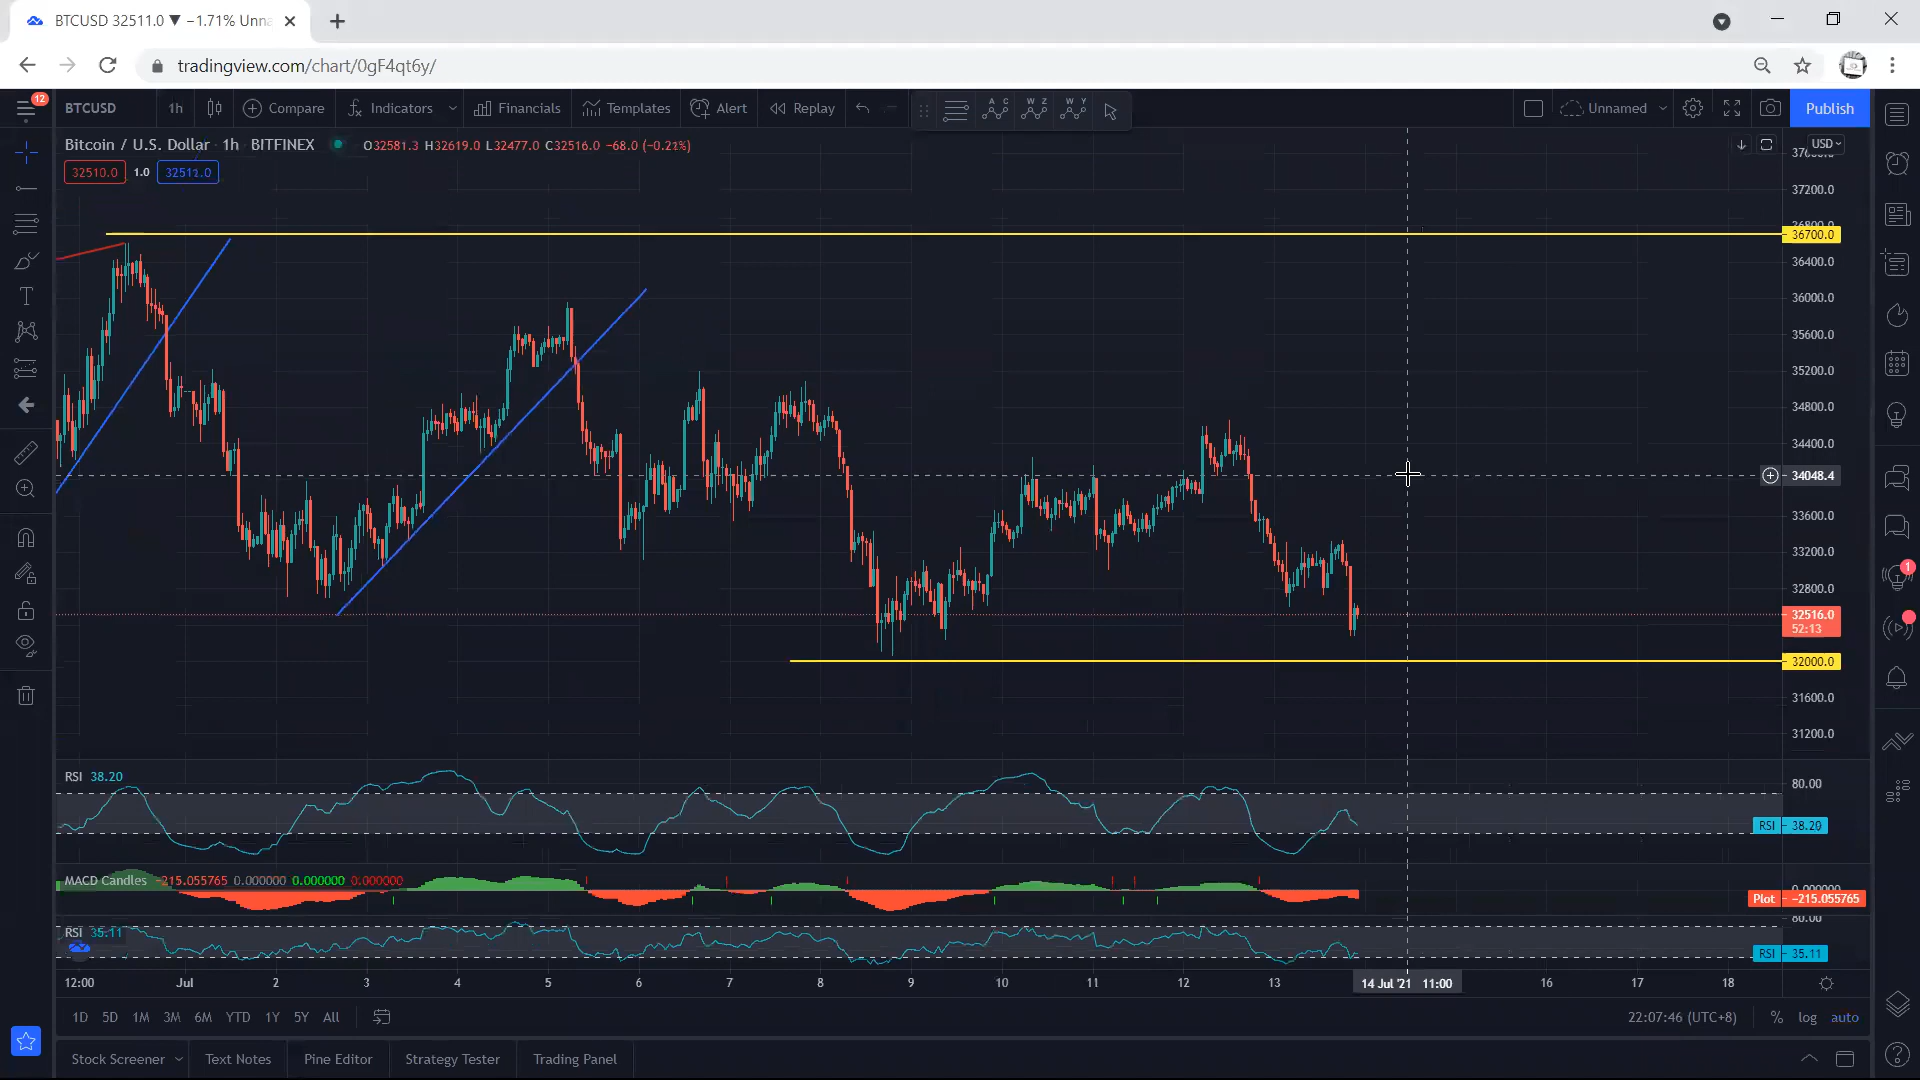 BTCUSD 32511.0 ▼ −1.71% Unna
tradingview.com/chart/0gF4qt6y/
12
BTCUSD 1h Compare Indicators Financials Templates Alert Replay Unnamed Publish
A C W Z W Y
Bitcoin / U.S. Dollar · 1h · BITFINEX O32581.3 H32619.0 L32477.0 C32516.0 −68.0 (−0.21%)
32510.0 1.0 32511.0
USD
37200.0
36800.0
36700.0
36400.0
36000.0
35600.0
35200.0
34800.0
34400.0
34048.4
33600.0
33200.0
32800.0
32516.0
52:13
32000.0
31600.0
31200.0
1
RSI 38.20
80.00
RSI 38.20
MACD Candles −215.055765 0.000000 0.000000 0.000000
0.000000
Plot −215.055765
80.00
RSI 35.11
RSI 35.11
12:00 Jul 2 3 4 5 6 7 8 9 10 11 12 13 14 Jul '21 11:00 16 17 18
1D 5D 1M 3M 6M YTD 1Y 5Y All 22:07:46 (UTC+8) % log auto
Stock Screener Text Notes Pine Editor Strategy Tester Trading Panel